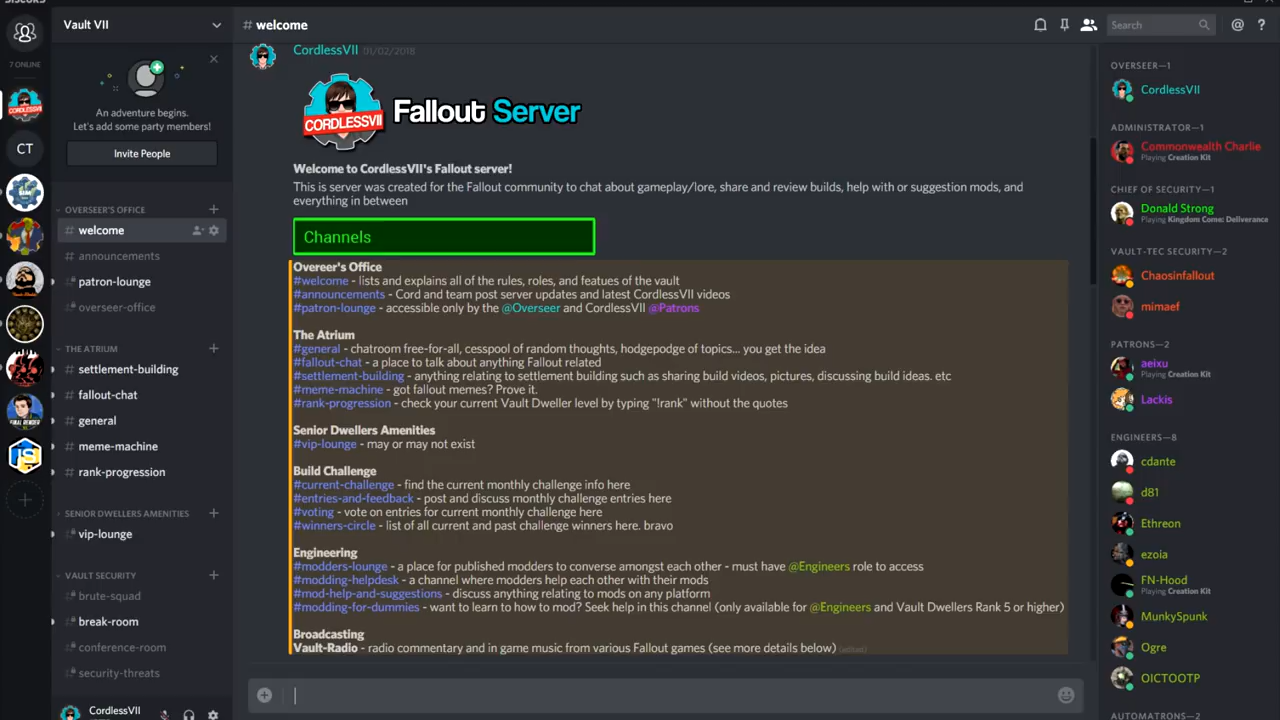 Vault VII
# welcome
Search
7 ONLINE
CT
An adventure begins.
Let's add some party members!
Invite People
OVERSEER'S OFFICE
# welcome
# announcements
# patron-lounge
# overseer-office
THE ATRIUM
# settlement-building
# fallout-chat
# general
# meme-machine
# rank-progression
SENIOR DWELLERS AMENITIES
# vip-lounge
VAULT SECURITY
# brute-squad
# break-room
# conference-room
# security-threats
CordlessVII
FINAL RENDER
JS
CordlessVII 01/02/2018
CORDLESSVII
Fallout Server
Welcome to CordlessVII's Fallout server!
This is server was created for the Fallout community to chat about gameplay/lore, share and review builds, help with or suggestion mods, and
everything in between
Channels
Overeer's Office
#welcome - lists and explains all of the rules, roles, and featues of the vault
#announcements - Cord and team post server updates and latest CordlessVII videos
#patron-lounge - accessible only by the @Overseer and CordlessVII @Patrons
The Atrium
#general - chatroom free-for-all, cesspool of random thoughts, hodgepodge of topics... you get the idea
#fallout-chat - a place to talk about anything Fallout related
#settlement-building - anything relating to settlement building such as sharing build videos, pictures, discussing build ideas. etc
#meme-machine - got fallout memes? Prove it.
#rank-progression - check your current Vault Dweller level by typing "!rank" without the quotes
Senior Dwellers Amenities
#vip-lounge - may or may not exist
Build Challenge
#current-challenge - find the current monthly challenge info here
#entries-and-feedback - post and discuss monthly challenge entries here
#voting - vote on entries for current monthly challenge here
#winners-circle - list of all current and past challenge winners here. bravo
Engineering
#modders-lounge - a place for published modders to converse amongst each other - must have @Engineers role to access
#modding-helpdesk - a channel where modders help each other with their mods
#mod-help-and-suggestions - discuss anything relating to mods on any platform
#modding-for-dummies - want to learn to how to mod? Seek help in this channel (only available for @Engineers and Vault Dwellers Rank 5 or higher)
Broadcasting
Vault-Radio - radio commentary and in game music from various Fallout games (see more details below) (edited)
OVERSEER—1
CordlessVII
ADMINISTRATOR—1
Commonwealth Charlie
Playing Creation Kit
CHIEF OF SECURITY—1
Donald Strong
Playing Kingdom Come: Deliverance
VAULT-TEC SECURITY—2
Chaosinfallout
mimaef
PATRONS—2
aeixu
Playing Creation Kit
Lackis
ENGINEERS—8
cdante
d81
Ethreon
ezoia
FN-Hood
Playing Creation Kit
MunkySpunk
Ogre
OICTOOTP
AUTOMATRONS—2